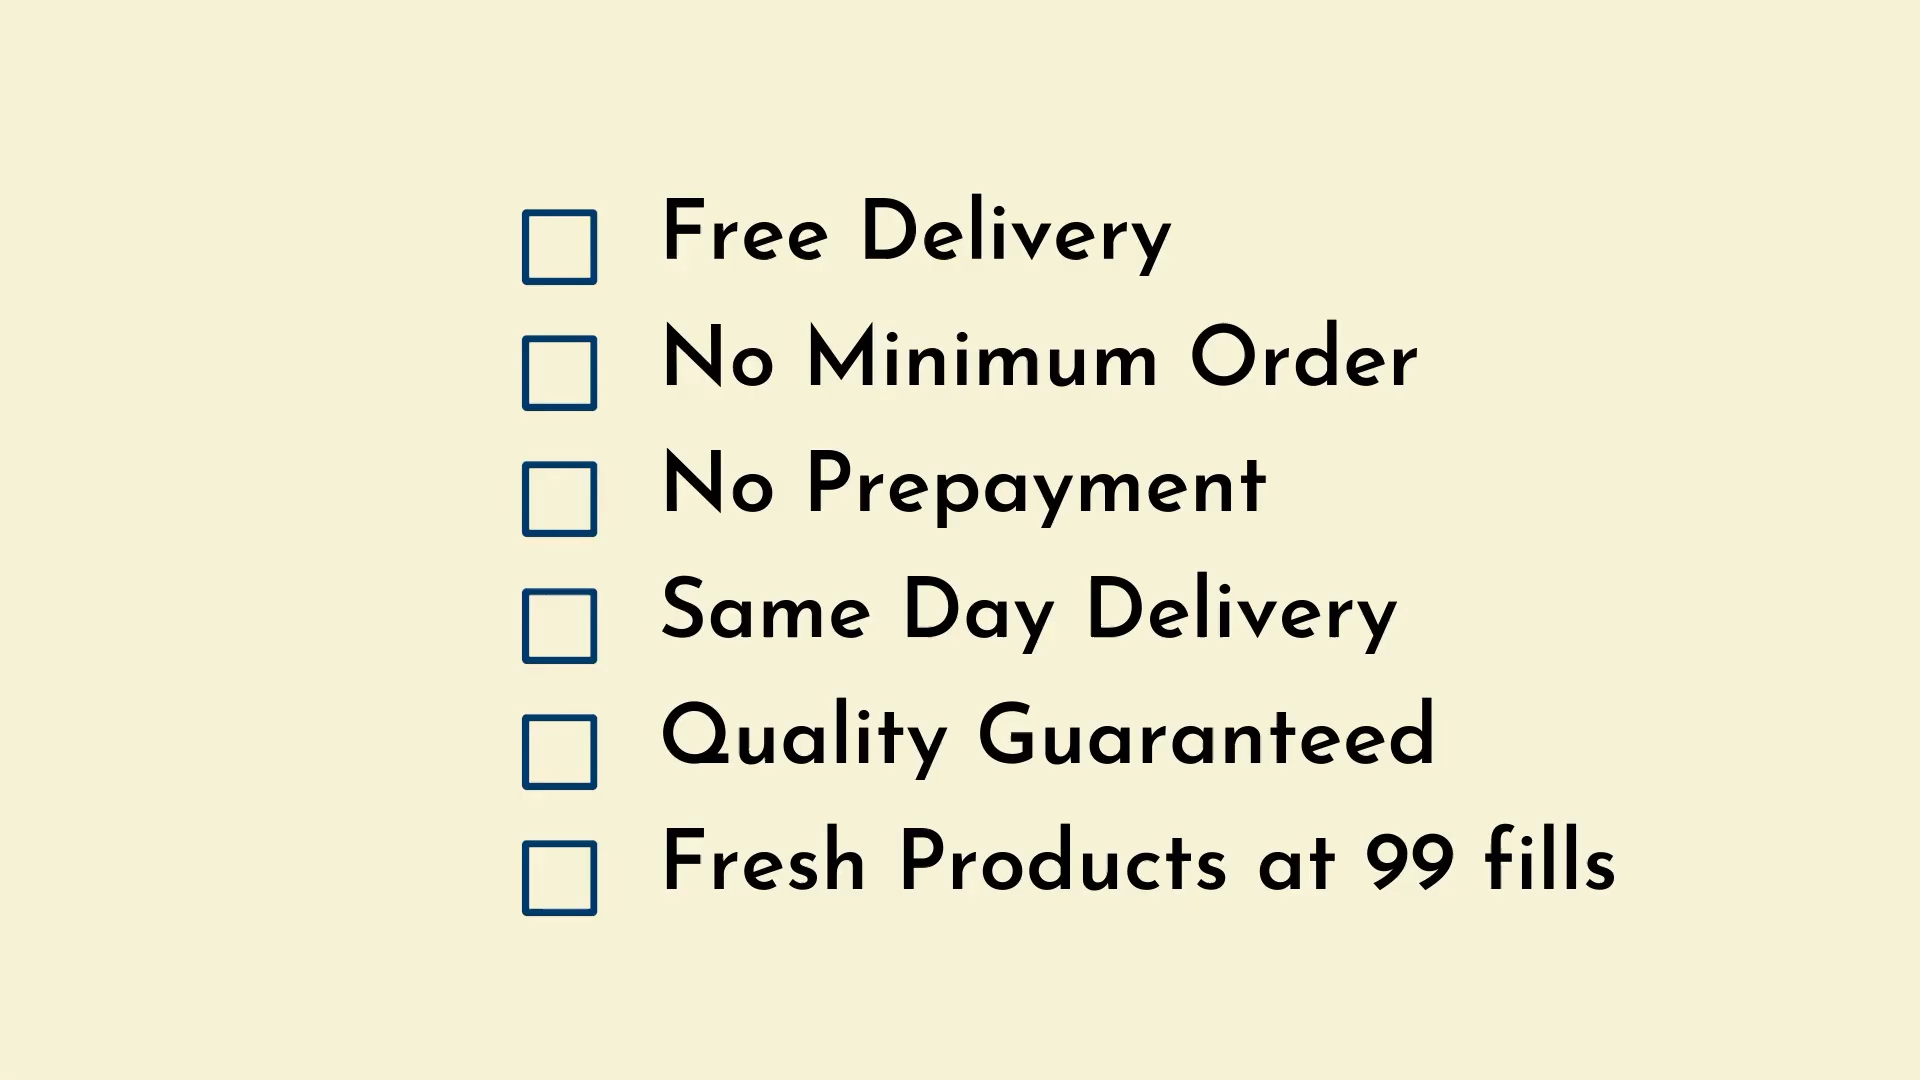 Free Delivery
No Minimum Order
No Prepayment
Same Day Delivery
Quality Guaranteed
Fresh Products at 99 fills